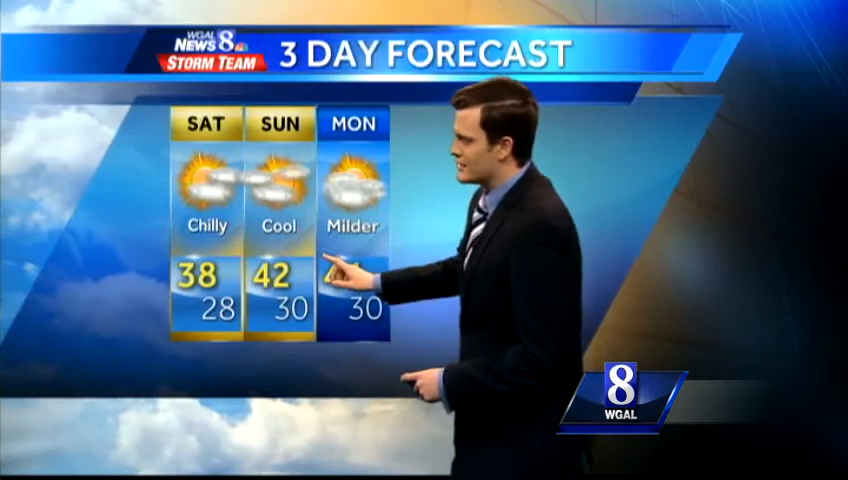 WGAL
NEWS 8
STORM TEAM
3 DAY FORECAST
SAT SUN MON
Chilly Cool Milder
38 42
28 30 30
8
WGAL